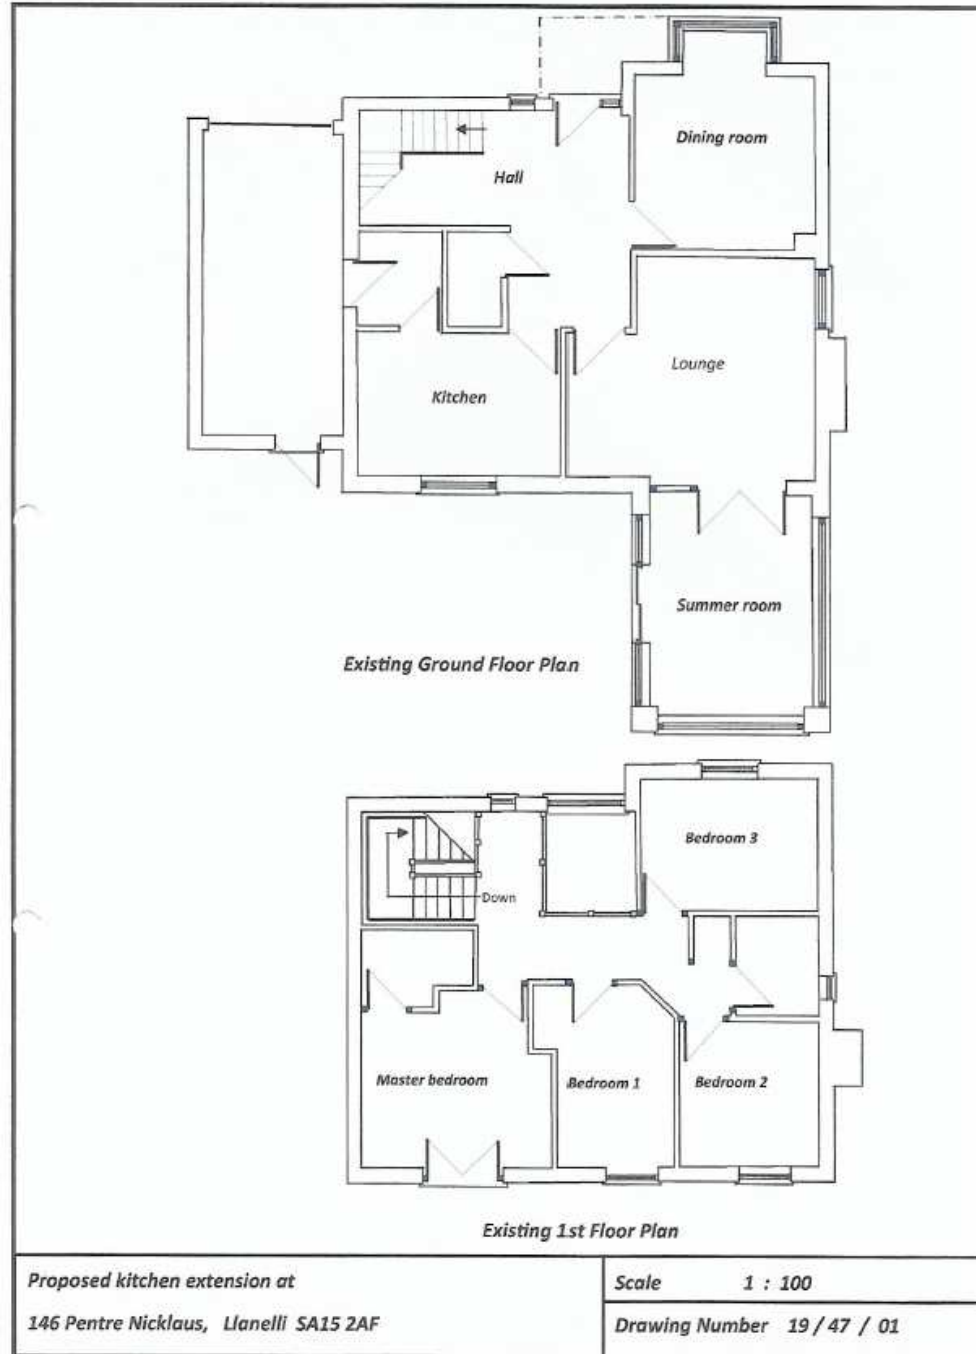 Dining room
Hall
Lounge
Kitchen
Summer room
Existing Ground Floor Plan
Bedroom 3
Down
Master bedroom
Bedroom 1
Bedroom 2
Existing 1st Floor Plan
Proposed kitchen extension at
146 Pentre Nicklaus, Llanelli SA15 2AF
Scale 1 : 100
Drawing Number 19 / 47 / 01